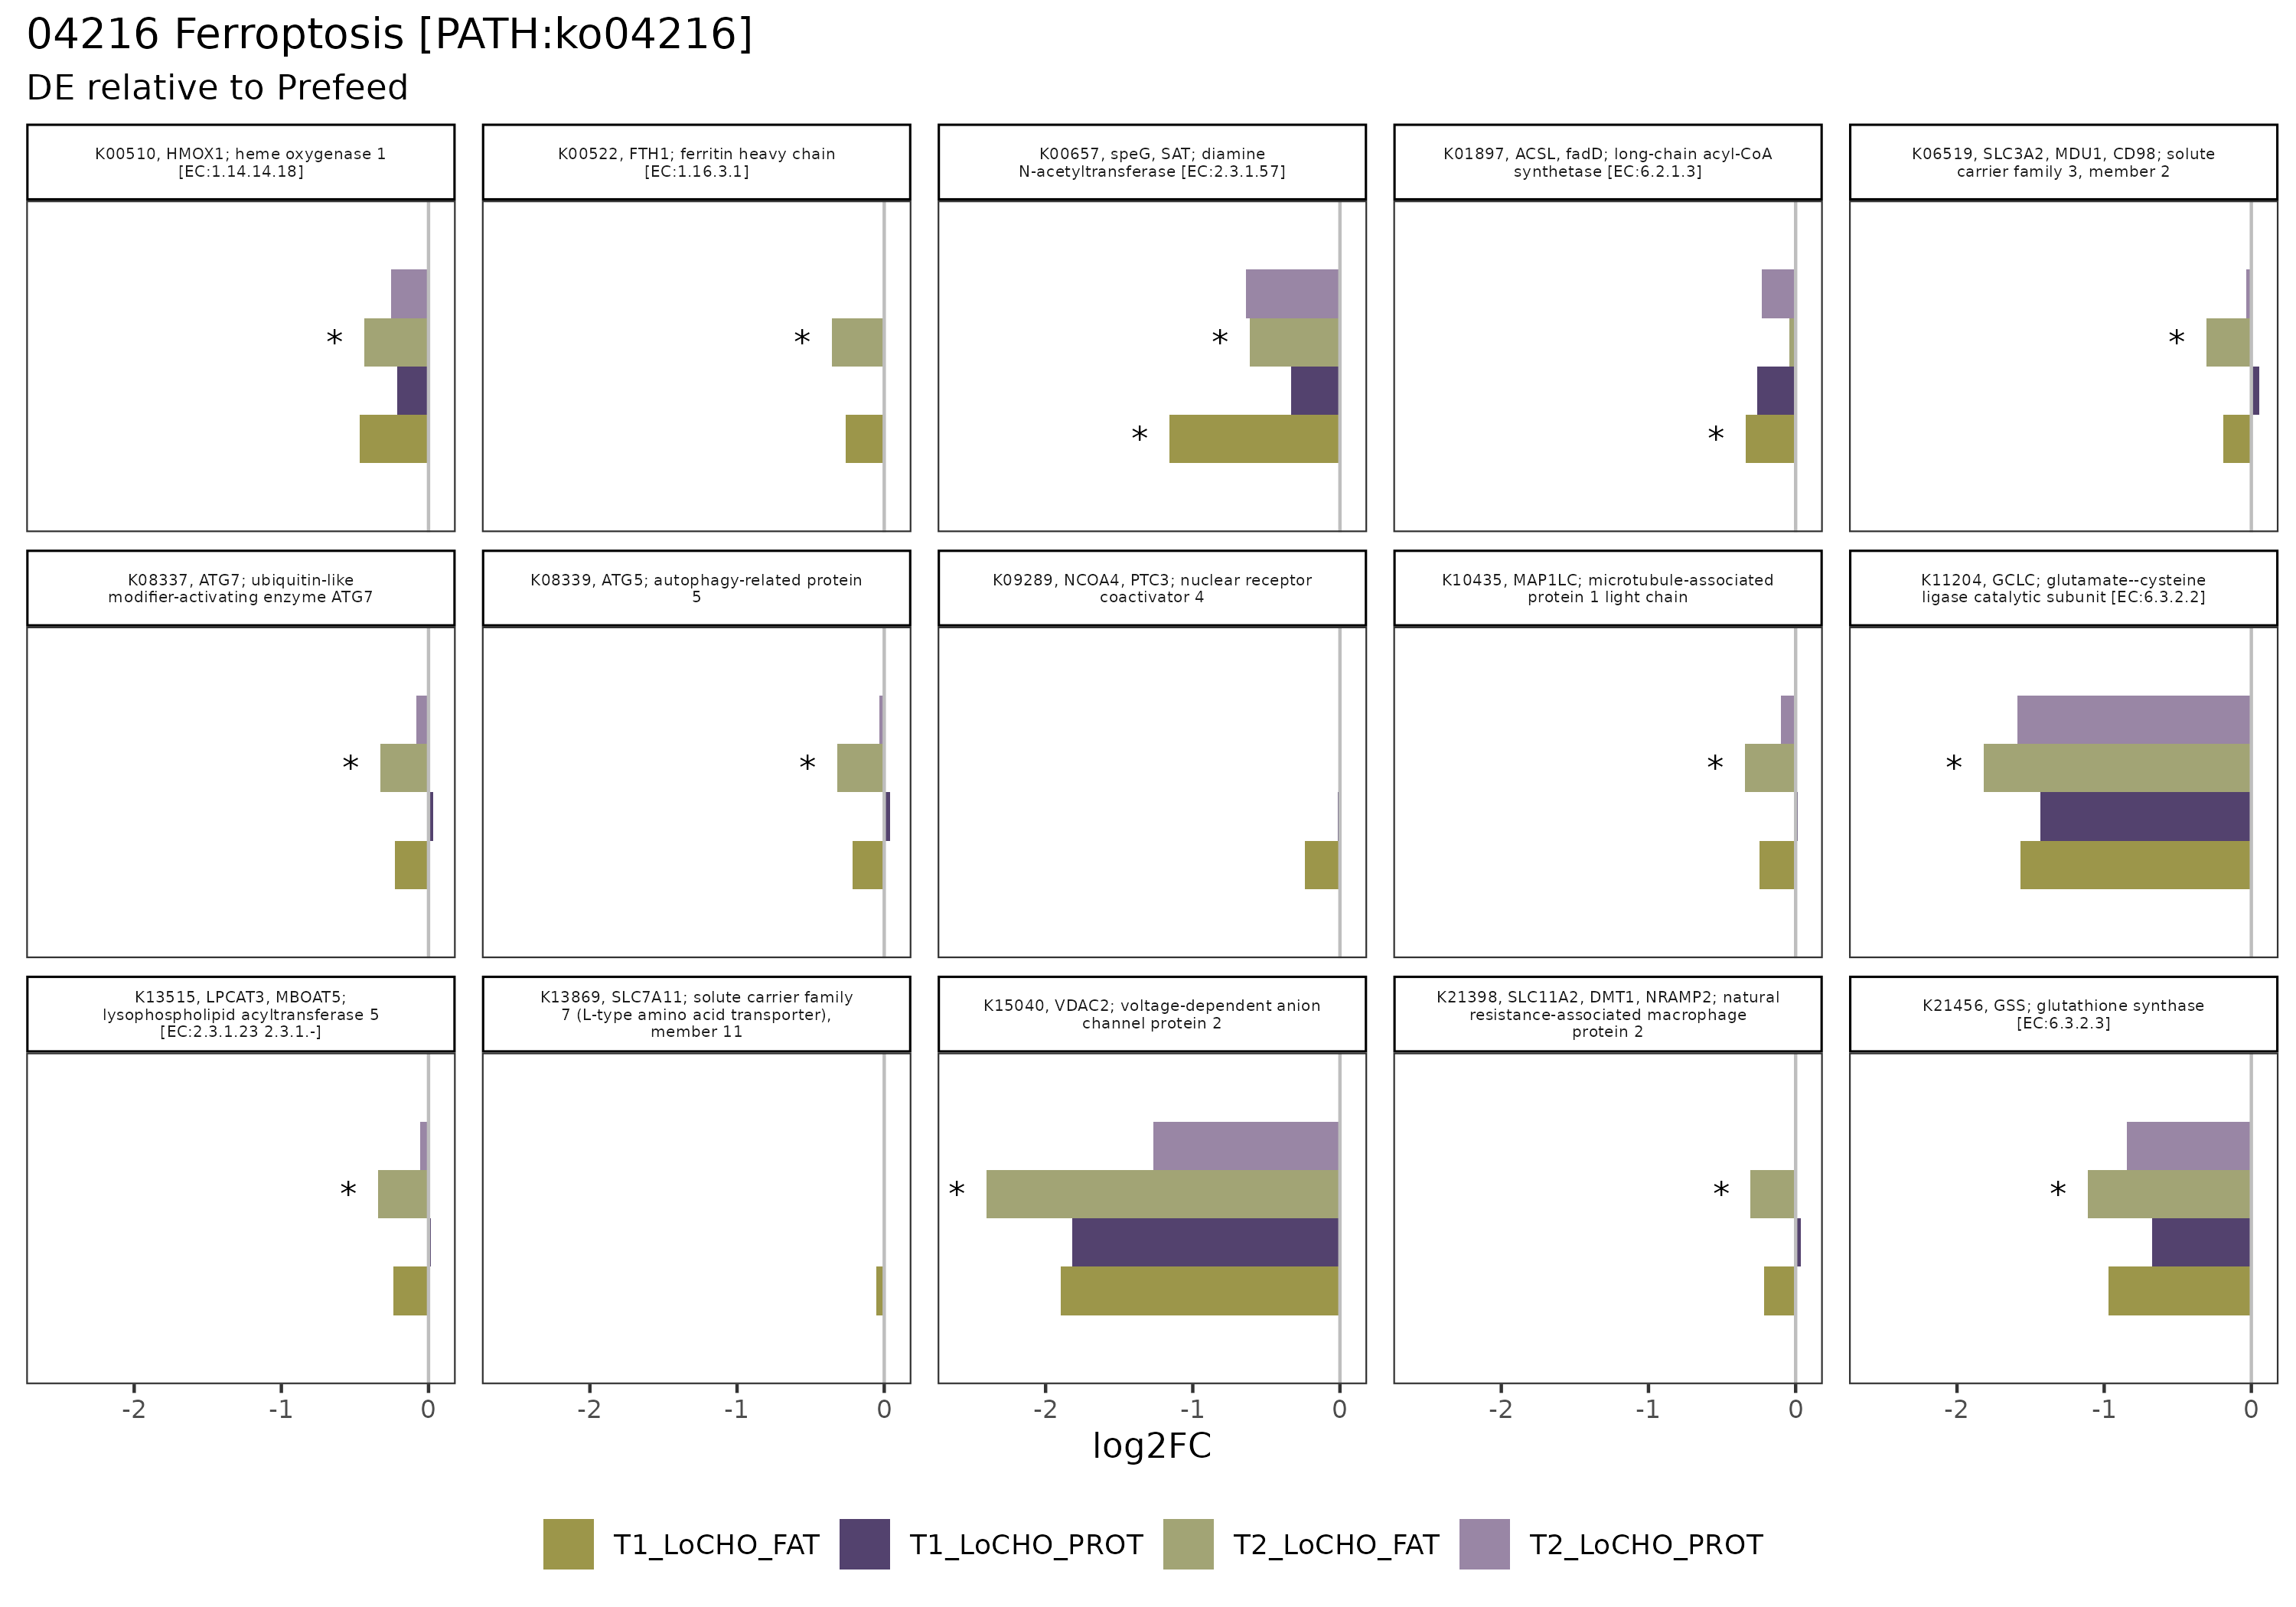 04216 Ferroptosis [PATH:ko04216]
DE relative to Prefeed
K00510, HMOX1; heme oxygenase 1
[EC:1.14.14.18]
K00522, FTH1; ferritin heavy chain
[EC:1.16.3.1]
K00657, speG, SAT; diamine
N-acetyltransferase [EC:2.3.1.57]
K01897, ACSL, fadD; long-chain acyl-CoA
synthetase [EC:6.2.1.3]
K06519, SLC3A2, MDU1, CD98; solute
carrier family 3, member 2
*
*
*
*
*
*
K08337, ATG7; ubiquitin-like
modifier-activating enzyme ATG7
K08339, ATG5; autophagy-related protein
5
K09289, NCOA4, PTC3; nuclear receptor
coactivator 4
K10435, MAP1LC; microtubule-associated
protein 1 light chain
K11204, GCLC; glutamate--cysteine
ligase catalytic subunit [EC:6.3.2.2]
*
*
*
*
K13515, LPCAT3, MBOAT5;
lysophospholipid acyltransferase 5
[EC:2.3.1.23 2.3.1.-]
K13869, SLC7A11; solute carrier family
7 (L-type amino acid transporter),
member 11
K15040, VDAC2; voltage-dependent anion
channel protein 2
K21398, SLC11A2, DMT1, NRAMP2; natural
resistance-associated macrophage
protein 2
K21456, GSS; glutathione synthase
[EC:6.3.2.3]
*
*
*
*
-2 -1 0
-2 -1 0
-2 -1 0
-2 -1 0
-2 -1 0
log2FC
T1_LoCHO_FAT
T1_LoCHO_PROT
T2_LoCHO_FAT
T2_LoCHO_PROT